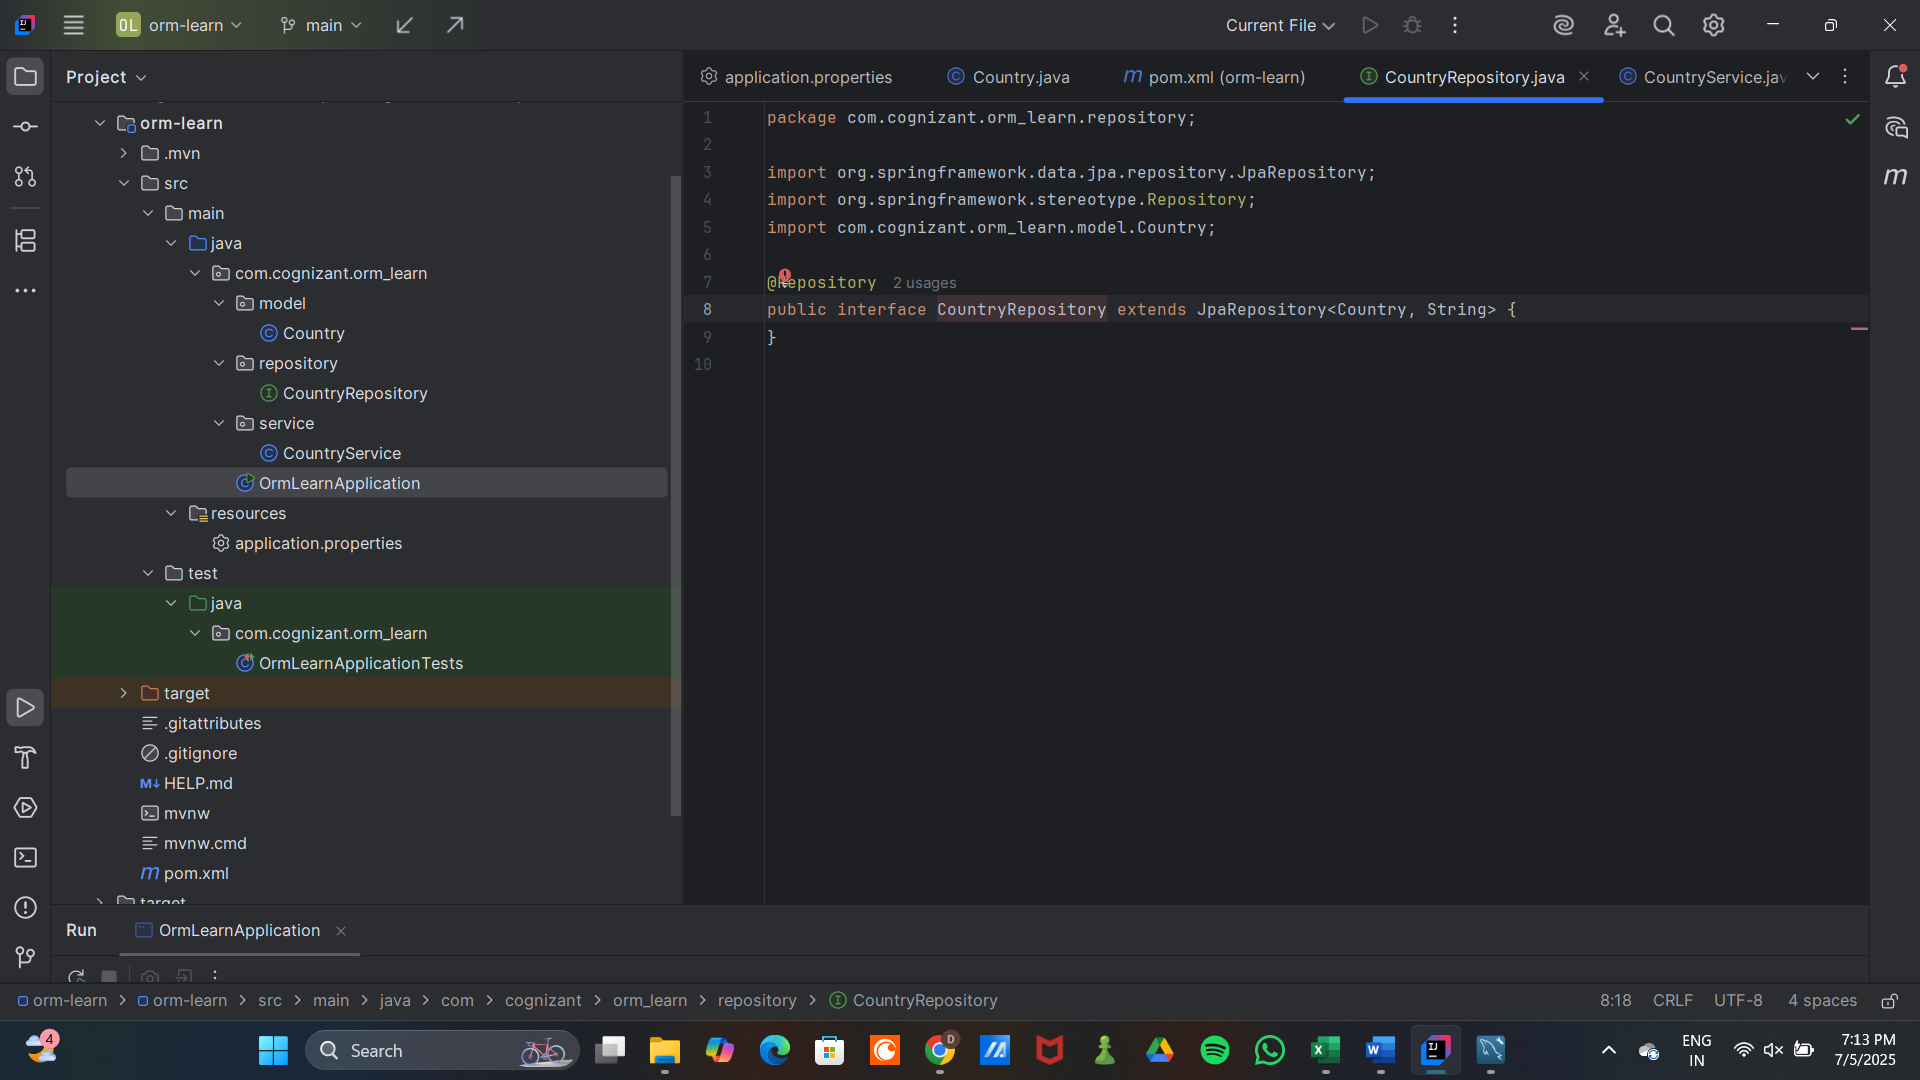 OL orm-learn main Current File
Project
application.properties Country.java pom.xml (orm-learn) CountryRepository.java CountryService.jav
orm-learn
.mvn
src
main
java
com.cognizant.orm_learn
model
Country
repository
CountryRepository
service
CountryService
OrmLearnApplication
resources
application.properties
test
java
com.cognizant.orm_learn
OrmLearnApplicationTests
target
.gitattributes
.gitignore
HELP.md
mvnw
mvnw.cmd
pom.xml
target
1 package com.cognizant.orm_learn.repository;
2
3 import org.springframework.data.jpa.repository.JpaRepository;
4 import org.springframework.stereotype.Repository;
5 import com.cognizant.orm_learn.model.Country;
6
7 @Repository 2 usages
8 public interface CountryRepository extends JpaRepository<Country, String> {
9 }
10
Run OrmLearnApplication
orm-learn > orm-learn > src > main > java > com > cognizant > orm_learn > repository > CountryRepository 8:18 CRLF UTF-8 4 spaces
4 Search ENG IN 7:13 PM
7/5/2025